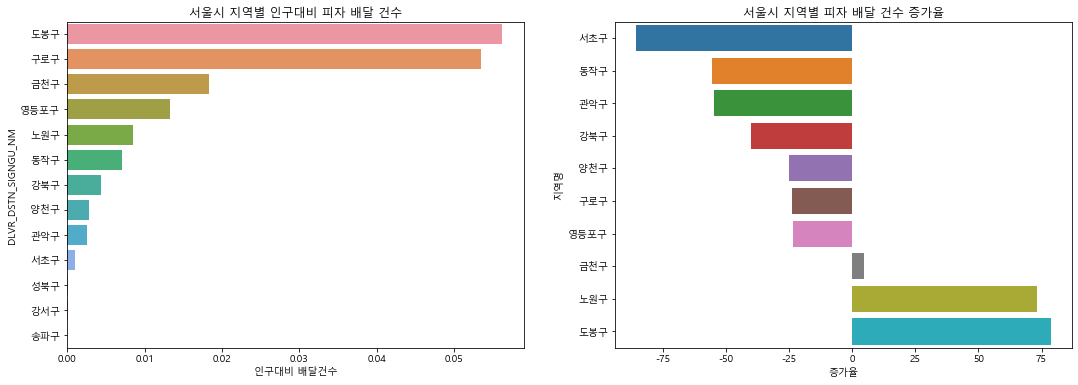 서울시 지역별 인구대비 피자 배달 건수
DLVR_DSTN_SIGNGU_NM
도봉구
구로구
금천구
영등포구
노원구
동작구
강북구
양천구
관악구
서초구
성북구
강서구
송파구
0.00 0.01 0.02 0.03 0.04 0.05
인구대비 배달건수
서울시 지역별 피자 배달 건수 증가율
지역명
서초구
동작구
관악구
강북구
양천구
구로구
영등포구
금천구
노원구
도봉구
-75 -50 -25 0 25 50 75
증가율